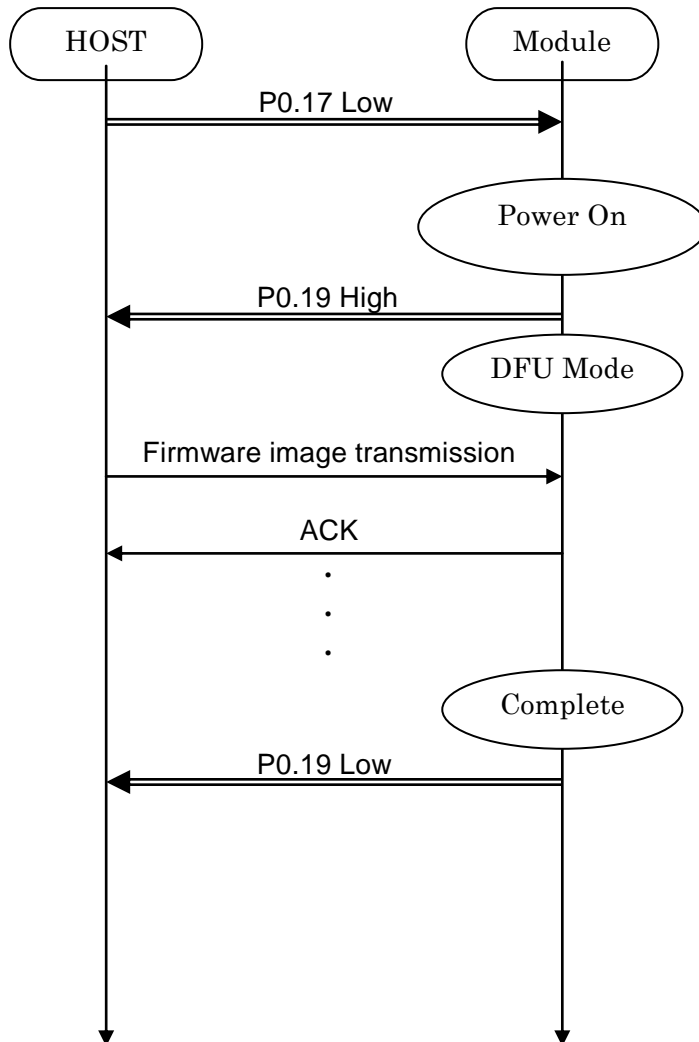 HOST
Module
P0.17 Low
Power On
P0.19 High
DFU Mode
Firmware image transmission
ACK
.
.
.
Complete
P0.19 Low